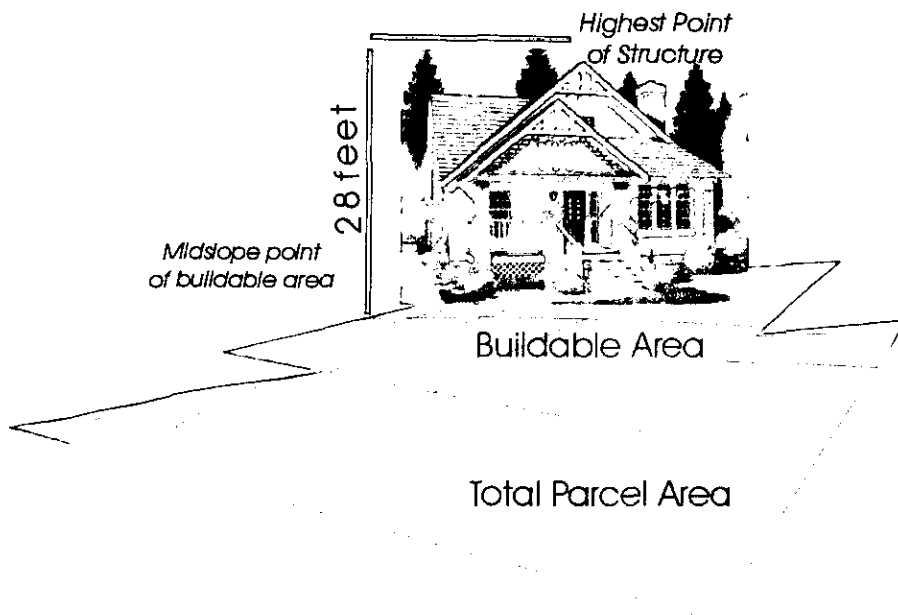 Highest Point
of Structure
28 feet
Midslope point
of buildable area
Buildable Area
Total Parcel Area